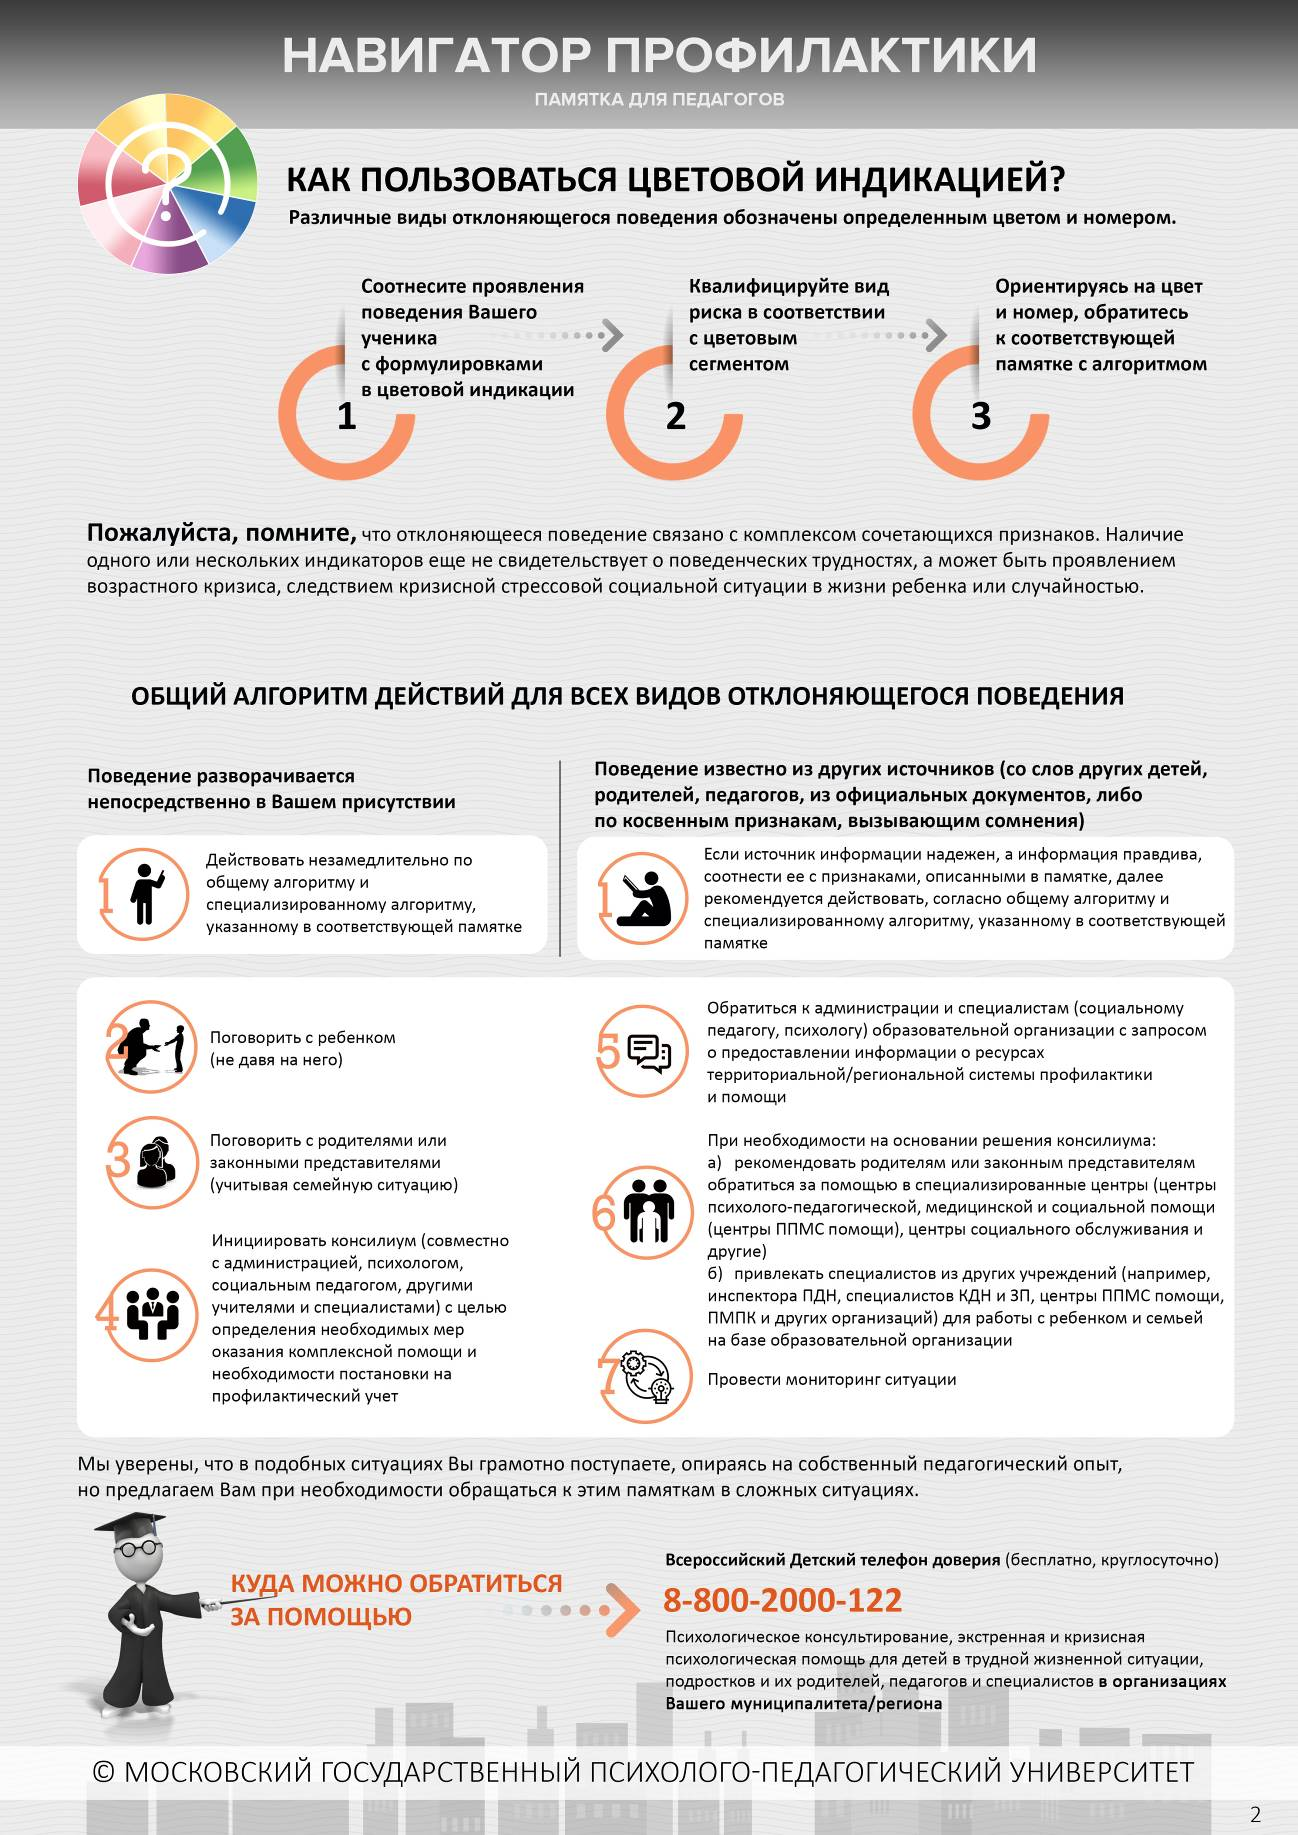 НАВИГАТОР ПРОФИЛАКТИКИ
ПАМЯТКА ДЛЯ ПЕДАГОГОВ
КАК ПОЛЬЗОВАТЬСЯ ЦВЕТОВОЙ ИНДИКАЦИЕЙ?
Различные виды отклоняющегося поведения обозначены определенным цветом и номером.
Соотнесите проявления
поведения Вашего
ученика
с формулировками
в цветовой индикации
1
Квалифицируйте вид
риска в соответствии
с цветовым
сегментом
2
Ориентируясь на цвет
и номер, обратитесь
к соответствующей
памятке с алгоритмом
3
Пожалуйста, помните, что отклоняющееся поведение связано с комплексом сочетающихся признаков. Наличие
одного или нескольких индикаторов еще не свидетельствует о поведенческих трудностях, а может быть проявлением
возрастного кризиса, следствием кризисной стрессовой социальной ситуации в жизни ребенка или случайностью.
ОБЩИЙ АЛГОРИТМ ДЕЙСТВИЙ ДЛЯ ВСЕХ ВИДОВ ОТКЛОНЯЮЩЕГОСЯ ПОВЕДЕНИЯ
Поведение разворачивается
непосредственно в Вашем присутствии
1
Действовать незамедлительно по
общему алгоритму и
специализированному алгоритму,
указанному в соответствующей памятке
Поведение известно из других источников (со слов других детей,
родителей, педагогов, из официальных документов, либо
по косвенным признакам, вызывающим сомнения)
1
Если источник информации надежен, а информация правдива,
соотнести ее с признаками, описанными в памятке, далее
рекомендуется действовать, согласно общему алгоритму и
специализированному алгоритму, указанному в соответствующей
памятке
2
Поговорить с ребенком
(не давя на него)
3
Поговорить с родителями или
законными представителями
(учитывая семейную ситуацию)
4
Инициировать консилиум (совместно
с администрацией, психологом,
социальным педагогом, другими
учителями и специалистами) с целью
определения необходимых мер
оказания комплексной помощи и
необходимости постановки на
профилактический учет
5
Обратиться к администрации и специалистам (социальному
педагогу, психологу) образовательной организации с запросом
о предоставлении информации о ресурсах
территориальной/региональной системы профилактики
и помощи
6
При необходимости на основании решения консилиума:
а) рекомендовать родителям или законным представителям
обратиться за помощью в специализированные центры (центры
психолого-педагогической, медицинской и социальной помощи
(центры ППМС помощи), центры социального обслуживания и
другие)
б) привлекать специалистов из других учреждений (например,
инспектора ПДН, специалистов КДН и ЗП, центры ППМС помощи,
ПМПК и других организаций) для работы с ребенком и семьей
на базе образовательной организации
7
Провести мониторинг ситуации
Мы уверены, что в подобных ситуациях Вы грамотно поступаете, опираясь на собственный педагогический опыт,
но предлагаем Вам при необходимости обращаться к этим памяткам в сложных ситуациях.
КУДА МОЖНО ОБРАТИТЬСЯ
ЗА ПОМОЩЬЮ
Всероссийский Детский телефон доверия (бесплатно, круглосуточно)
8-800-2000-122
Психологическое консультирование, экстренная и кризисная
психологическая помощь для детей в трудной жизненной ситуации,
подростков и их родителей, педагогов и специалистов в организациях
Вашего муниципалитета/региона
© МОСКОВСКИЙ ГОСУДАРСТВЕННЫЙ ПСИХОЛОГО-ПЕДАГОГИЧЕСКИЙ УНИВЕРСИТЕТ
2